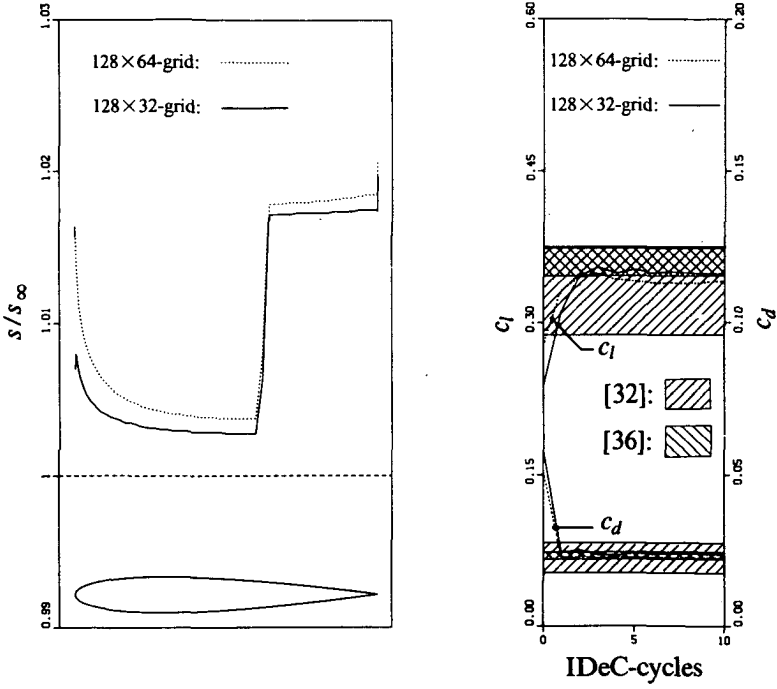 1.03
128×64-grid:
128×32-grid:
1.02
1.01
1
0.99
s/s∞
0.60
0.45
0.30
0.15
0.00
c_l
0.20
0.15
0.10
0.05
0.00
c_d
128×64-grid:
128×32-grid:
c_l
[32]:
[36]:
c_d
0
5
10
IDeC-cycles